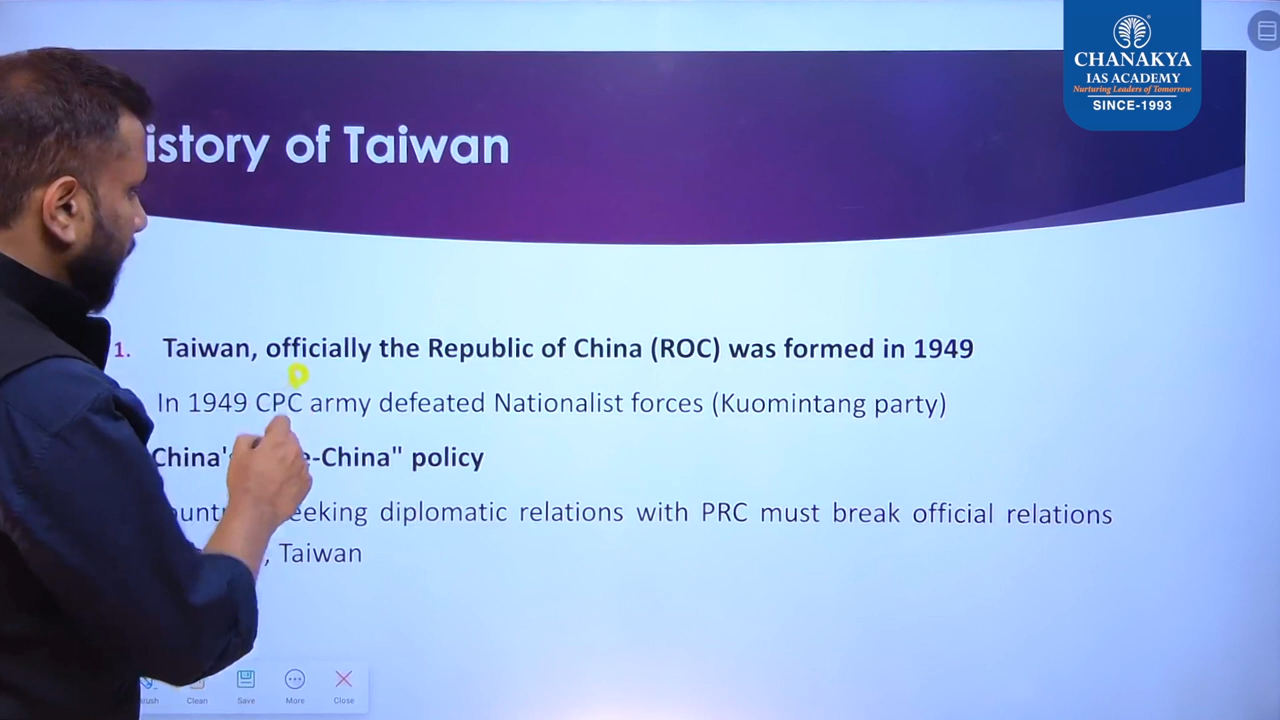 CHANAKYA
IAS ACADEMY
Nurturing Leaders of Tomorrow
SINCE-1993
istory of Taiwan
1. Taiwan, officially the Republic of China (ROC) was formed in 1949
In 1949 CPC army defeated Nationalist forces (Kuomintang party)
China's e-China" policy
ount eeking diplomatic relations with PRC must break official relations
, Taiwan
rush Clean Save More Close